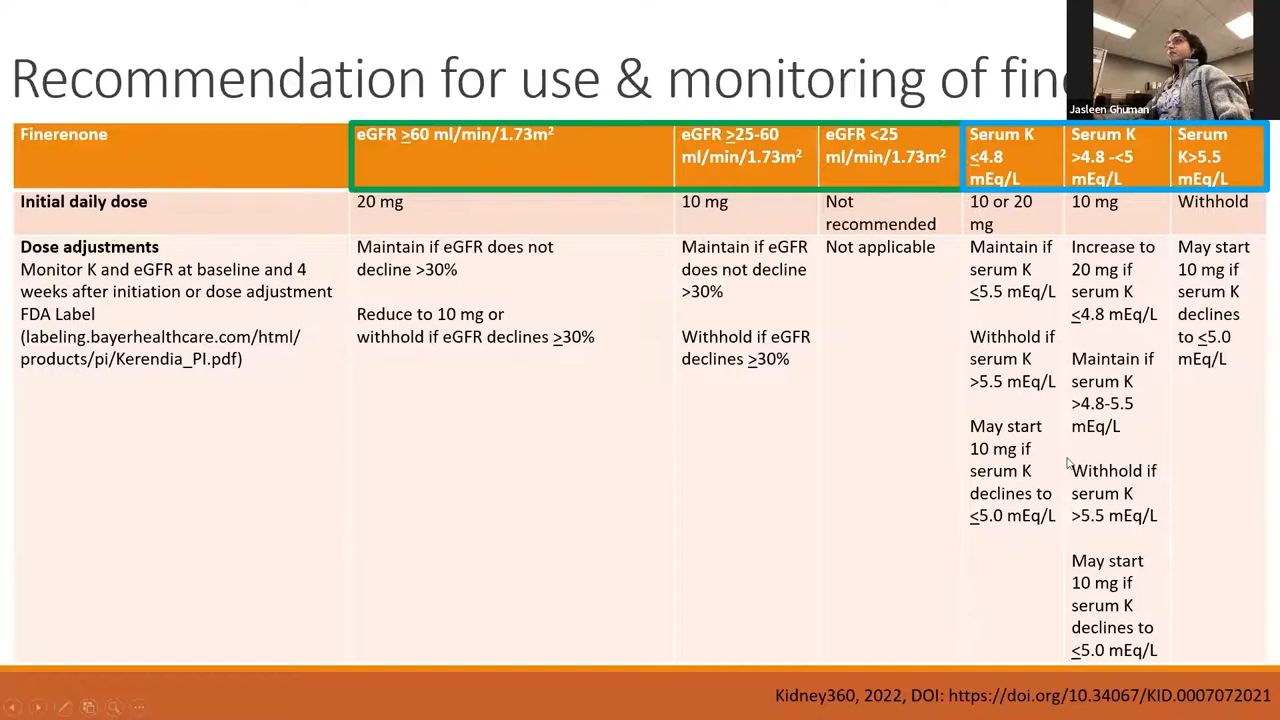 Recommendation for use & monitoring of
Jasleen Ghuman
Finerenone
eGFR ≥60 ml/min/1.73m²
eGFR ≥25-60
ml/min/1.73m²
eGFR <25
ml/min/1.73m²
Serum K
≤4.8
mEq/L
Serum K
>4.8 -<5
mEq/L
Serum
K>5.5
mEq/L
Initial daily dose
20 mg
10 mg
Not
recommended
10 or 20
mg
10 mg
Withhold
Dose adjustments
Monitor K and eGFR at baseline and 4
weeks after initiation or dose adjustment
FDA Label
(labeling.bayerhealthcare.com/html/
products/pi/Kerendia_PI.pdf)
Maintain if eGFR does not
decline >30%
Reduce to 10 mg or
withhold if eGFR declines ≥30%
Maintain if eGFR
does not decline
>30%
Withhold if eGFR
declines ≥30%
Not applicable
Maintain if
serum K
≤5.5 mEq/L
Withhold if
serum K
>5.5 mEq/L
May start
10 mg if
serum K
declines to
≤5.0 mEq/L
Increase to
20 mg if
serum K
≤4.8 mEq/L
Maintain if
serum K
>4.8-5.5
mEq/L
Withhold if
serum K
>5.5 mEq/L
May start
10 mg if
serum K
declines to
≤5.0 mEq/L
May start
10 mg if
serum K
declines
to ≤5.0
mEq/L
Kidney360, 2022, DOI: https://doi.org/10.34067/KID.0007072021